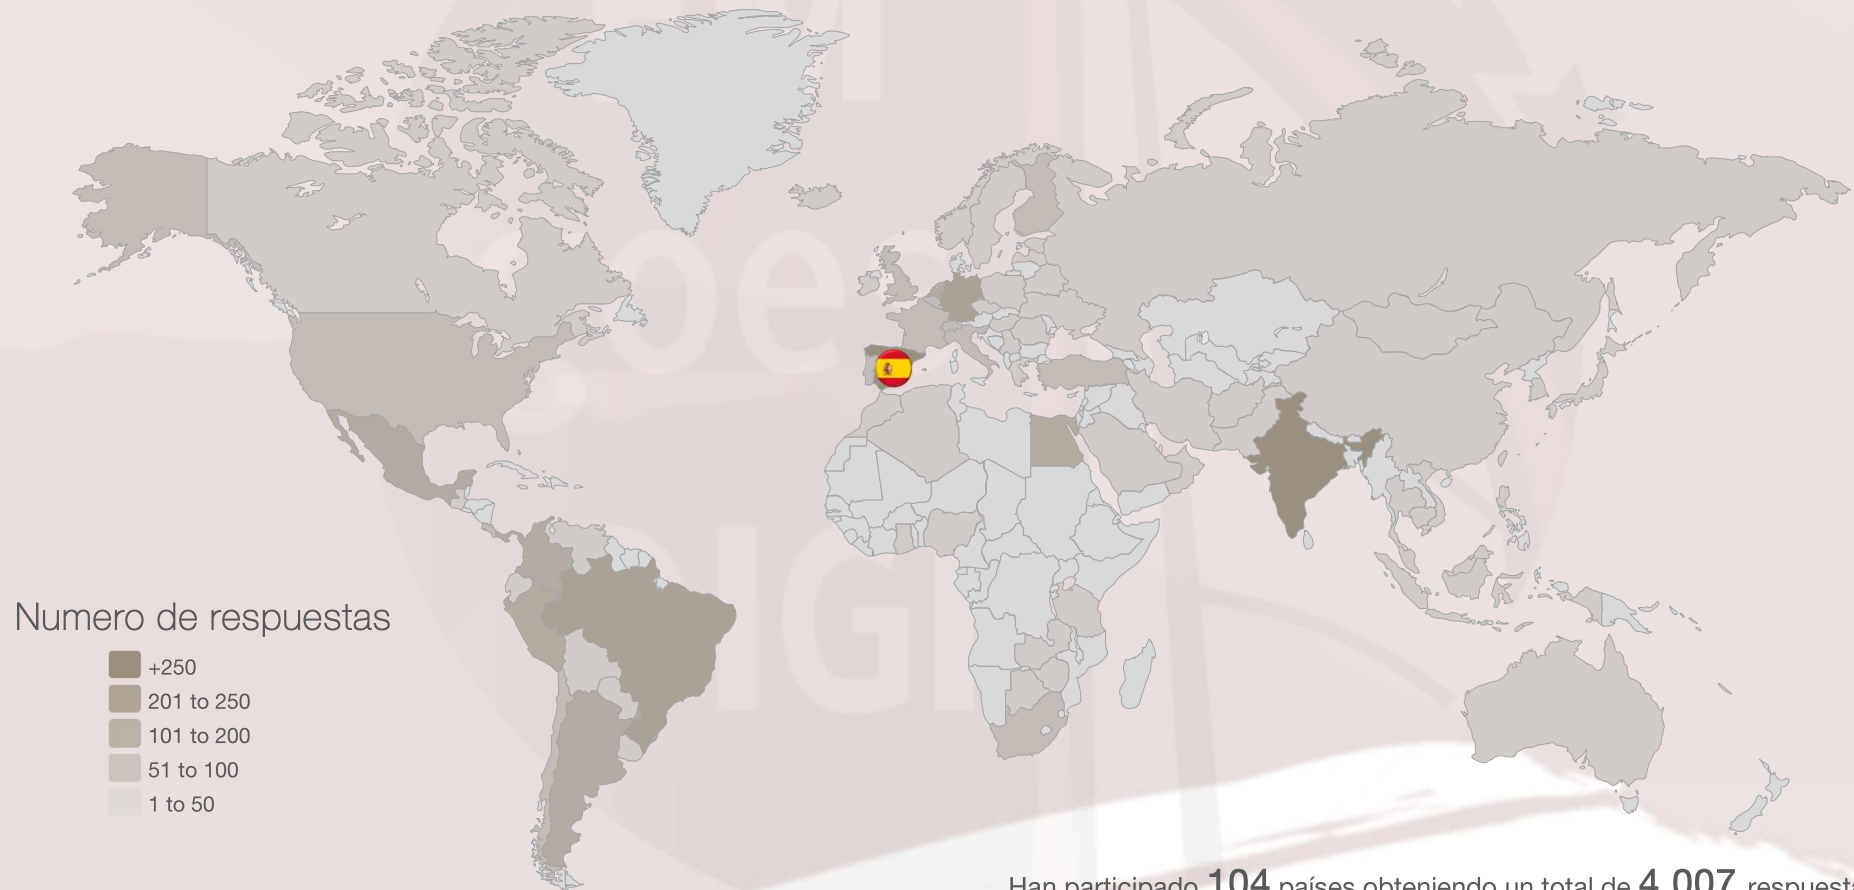 Numero de respuestas
+250
201 to 250
101 to 200
51 to 100
1 to 50
Han participado 104 países obteniendo un total de 4.007